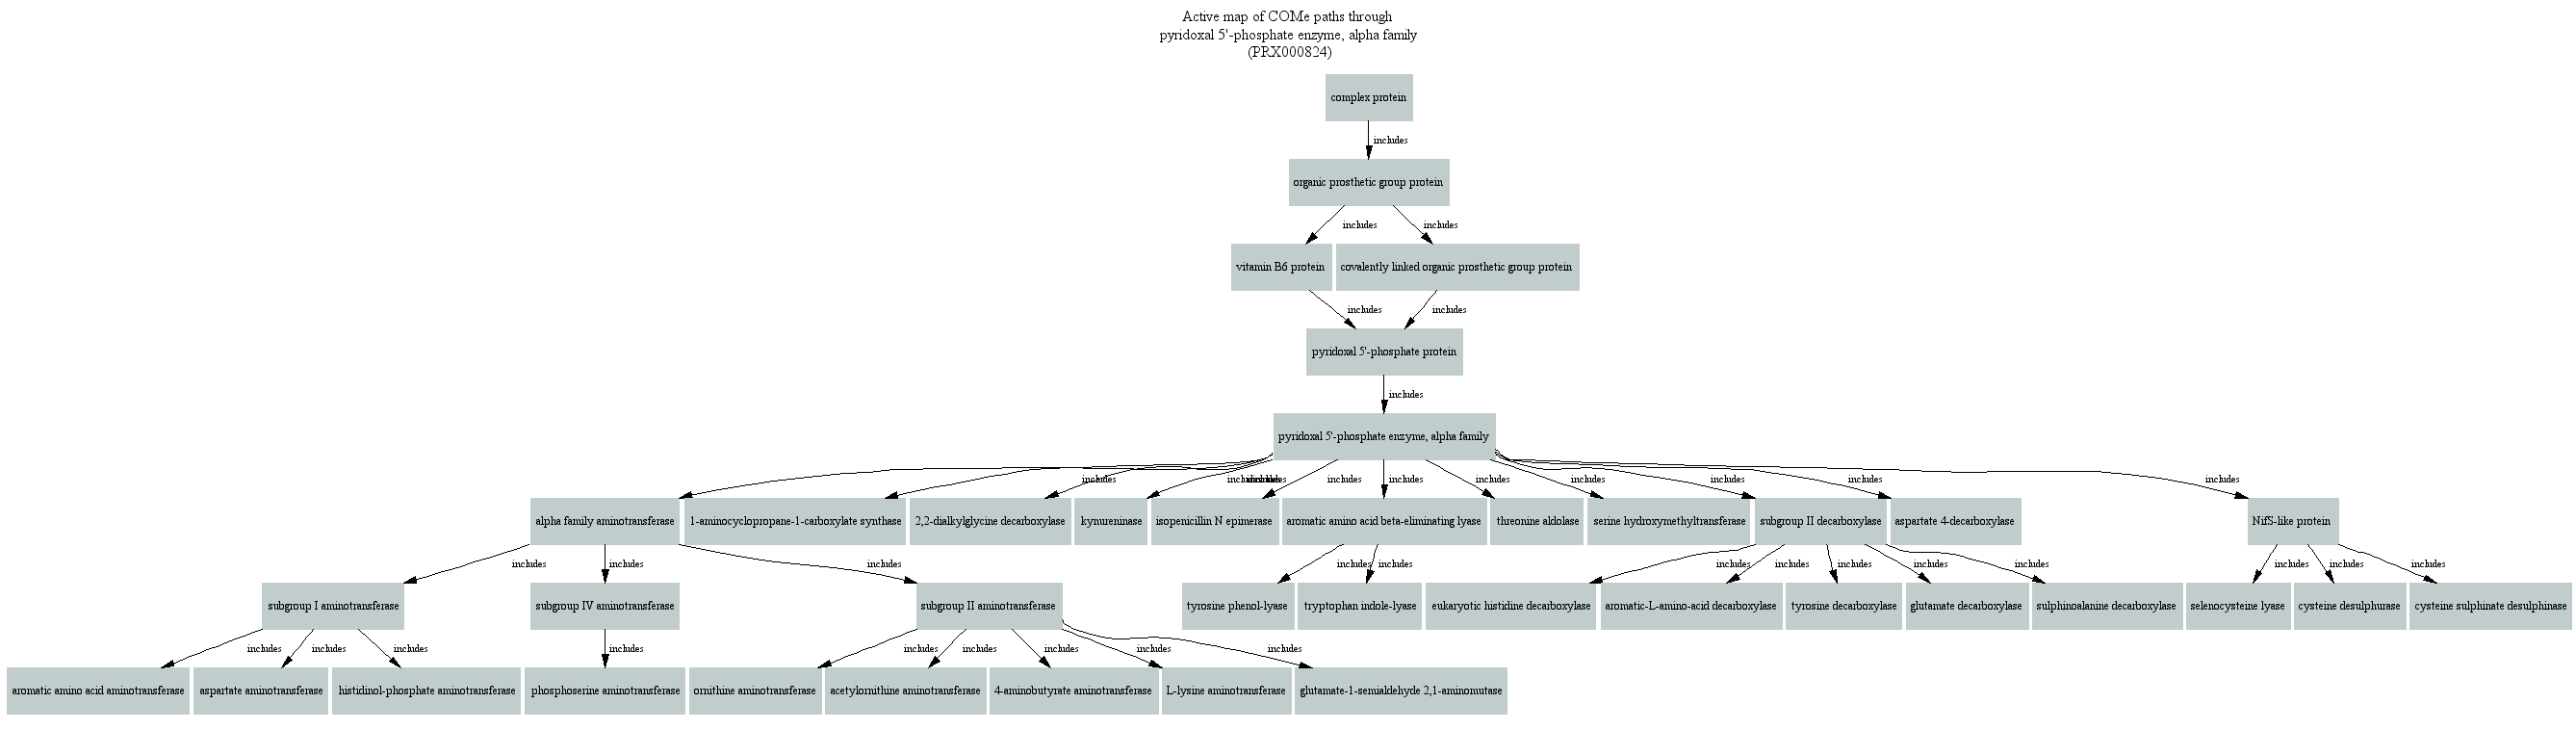 Active map of COMe paths through
pyridoxal 5'-phosphate enzyme, alpha family
(PRX000824)
complex protein
includes
organic prosthetic group protein
includes includes
vitamin B6 protein covalently linked organic prosthetic group protein
includes includes
pyridoxal 5'-phosphate protein
includes
pyridoxal 5'-phosphate enzyme, alpha family
includes includes includes includes includes includes includes includes includes includes
alpha family aminotransferase 1-aminocyclopropane-1-carboxylate synthase 2,2-dialkylglycine decarboxylase kynureninase isopenicillin N epimerase aromatic amino acid beta-eliminating lyase threonine aldolase serine hydroxymethyltransferase subgroup II decarboxylase aspartate 4-decarboxylase NifS-like protein
includes includes includes includes includes includes includes includes includes includes includes includes includes
subgroup I aminotransferase subgroup IV aminotransferase subgroup II aminotransferase tyrosine phenol-lyase tryptophan indole-lyase eukaryotic histidine decarboxylase aromatic-L-amino-acid decarboxylase tyrosine decarboxylase glutamate decarboxylase sulphinoalanine decarboxylase selenocysteine lyase cysteine desulphurase cysteine sulphinate desulphinase
includes includes includes includes includes includes includes includes includes
aromatic amino acid aminotransferase aspartate aminotransferase histidinol-phosphate aminotransferase phosphoserine aminotransferase ornithine aminotransferase acetylornithine aminotransferase 4-aminobutyrate aminotransferase L-lysine aminotransferase glutamate-1-semialdehyde 2,1-aminomutase